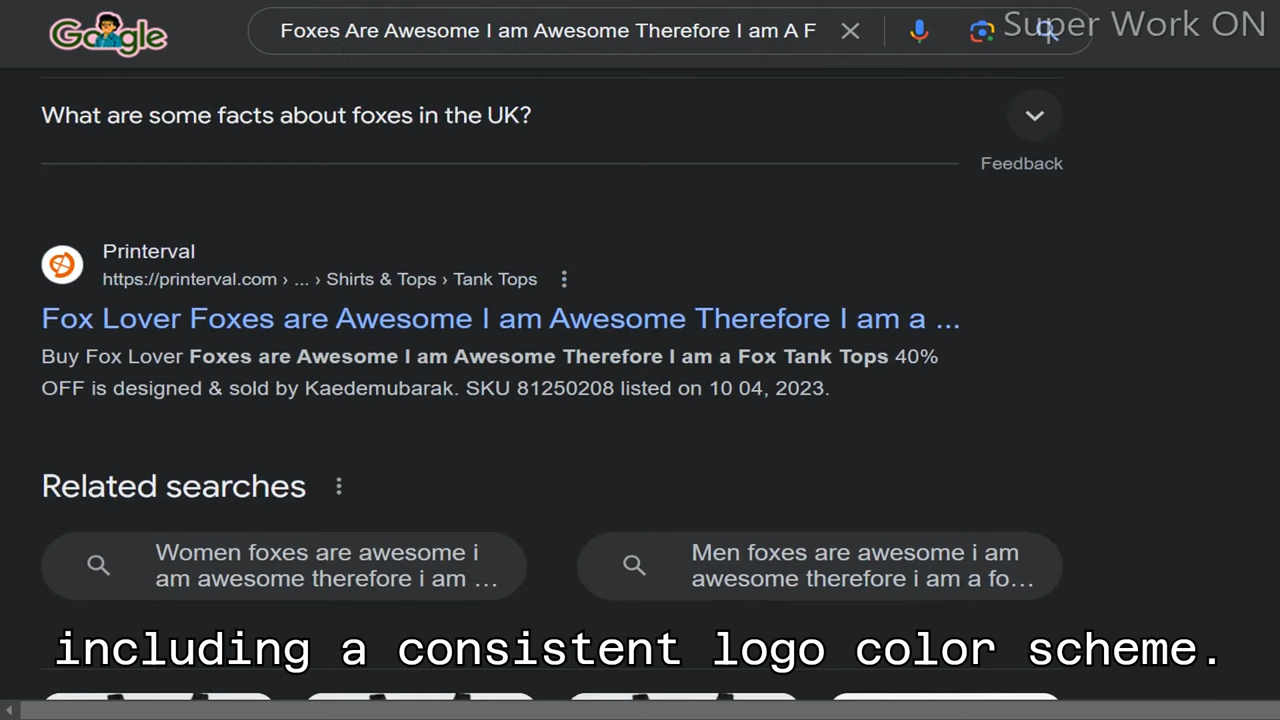 Google
Foxes Are Awesome I am Awesome Therefore I am A F
Super Work ON
What are some facts about foxes in the UK?
Feedback
Printerval
https://printerval.com › ... › Shirts & Tops › Tank Tops
Fox Lover Foxes are Awesome I am Awesome Therefore I am a ...
Buy Fox Lover Foxes are Awesome I am Awesome Therefore I am a Fox Tank Tops 40%
OFF is designed & sold by Kaedemubarak. SKU 81250208 listed on 10 04, 2023.
Related searches
Women foxes are awesome i
am awesome therefore i am ...
Men foxes are awesome i am
awesome therefore i am a fo...
including a consistent logo color scheme.